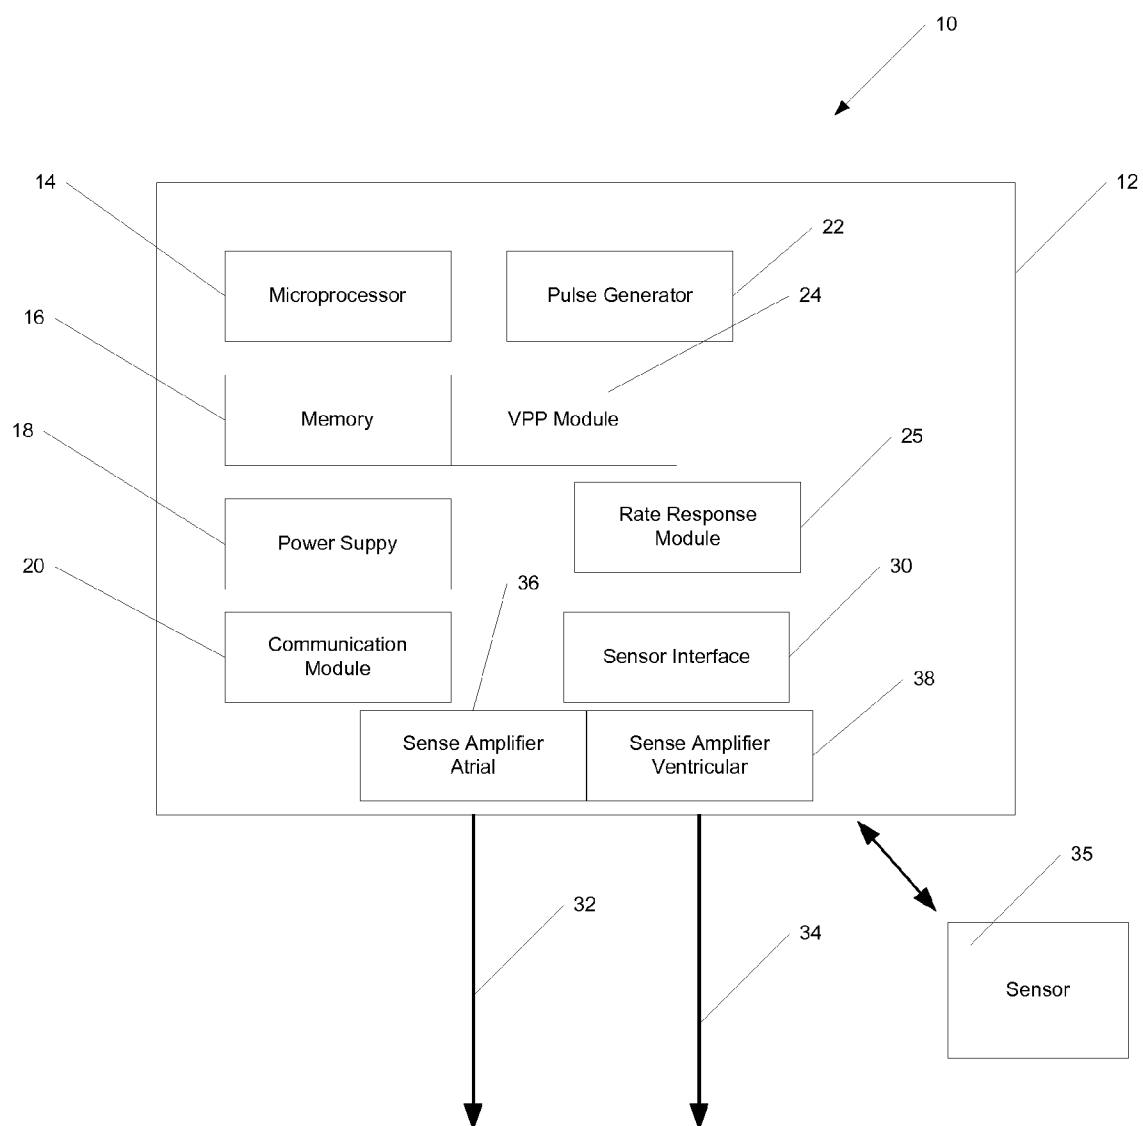 10
14
12
22
Microprocessor
Pulse Generator
24
16
Memory
VPP Module
18
25
Rate Response
Module
Power Suppy
20
36
30
Communication
Module
Sensor Interface
38
Sense Amplifier
Atrial
Sense Amplifier
Ventricular
35
32
34
Sensor